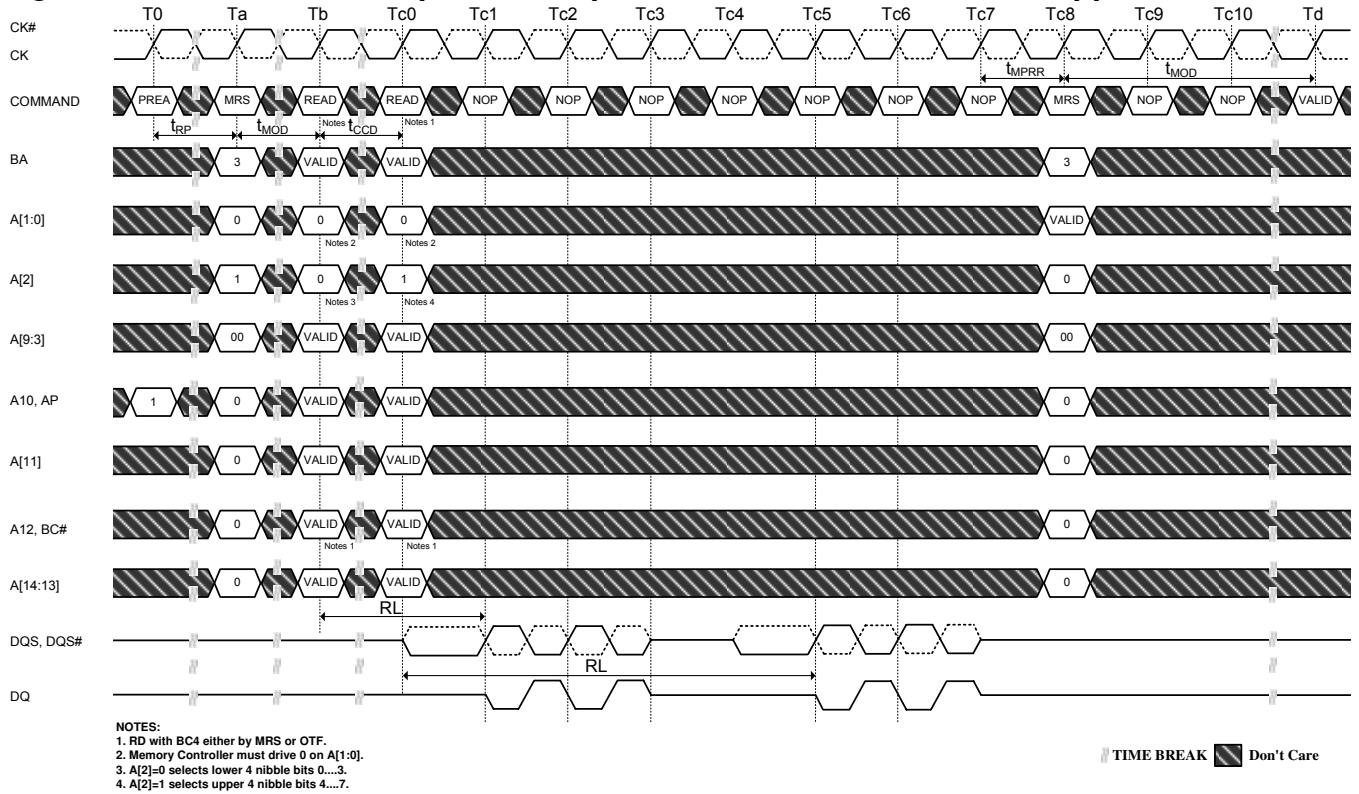 T0 Ta Tb Tc0 Tc1 Tc2 Tc3 Tc4 Tc5 Tc6 Tc7 Tc8 Tc9 Tc10 Td
CK#
CK
tMPRR tMOD
COMMAND PREA MRS READ READ NOP NOP NOP NOP NOP NOP NOP MRS NOP NOP VALID
Notes 1 Notes 1
tRP tMOD tCCD
BA 3 VALID VALID 3
A[1:0] 0 0 0 VALID
Notes 2 Notes 2
A[2] 1 0 1 0
Notes 3 Notes 4
A[9:3] 00 VALID VALID 00
A10, AP 1 0 VALID VALID 0
A[11] 0 VALID VALID 0
A12, BC# 0 VALID VALID 0
Notes 1 Notes 1
A[14:13] 0 VALID VALID 0
RL
DQS, DQS#
RL
DQ
NOTES:
1. RD with BC4 either by MRS or OTF.
2. Memory Controller must drive 0 on A[1:0].
3. A[2]=0 selects lower 4 nibble bits 0....3.
4. A[2]=1 selects upper 4 nibble bits 4....7.
TIME BREAK Don't Care